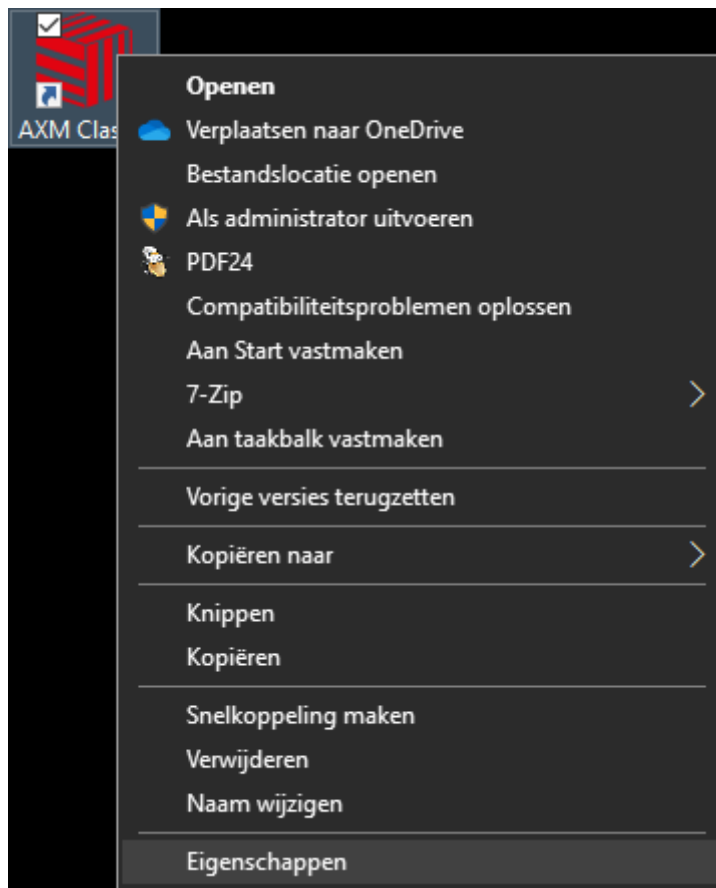 AXM Clas
Openen
Verplaatsen naar OneDrive
Bestandslocatie openen
Als administrator uitvoeren
PDF24
Compatibiliteitsproblemen oplossen
Aan Start vastmaken
7-Zip
Aan taakbalk vastmaken
Vorige versies terugzetten
Kopiëren naar
Knippen
Kopiëren
Snelkoppeling maken
Verwijderen
Naam wijzigen
Eigenschappen